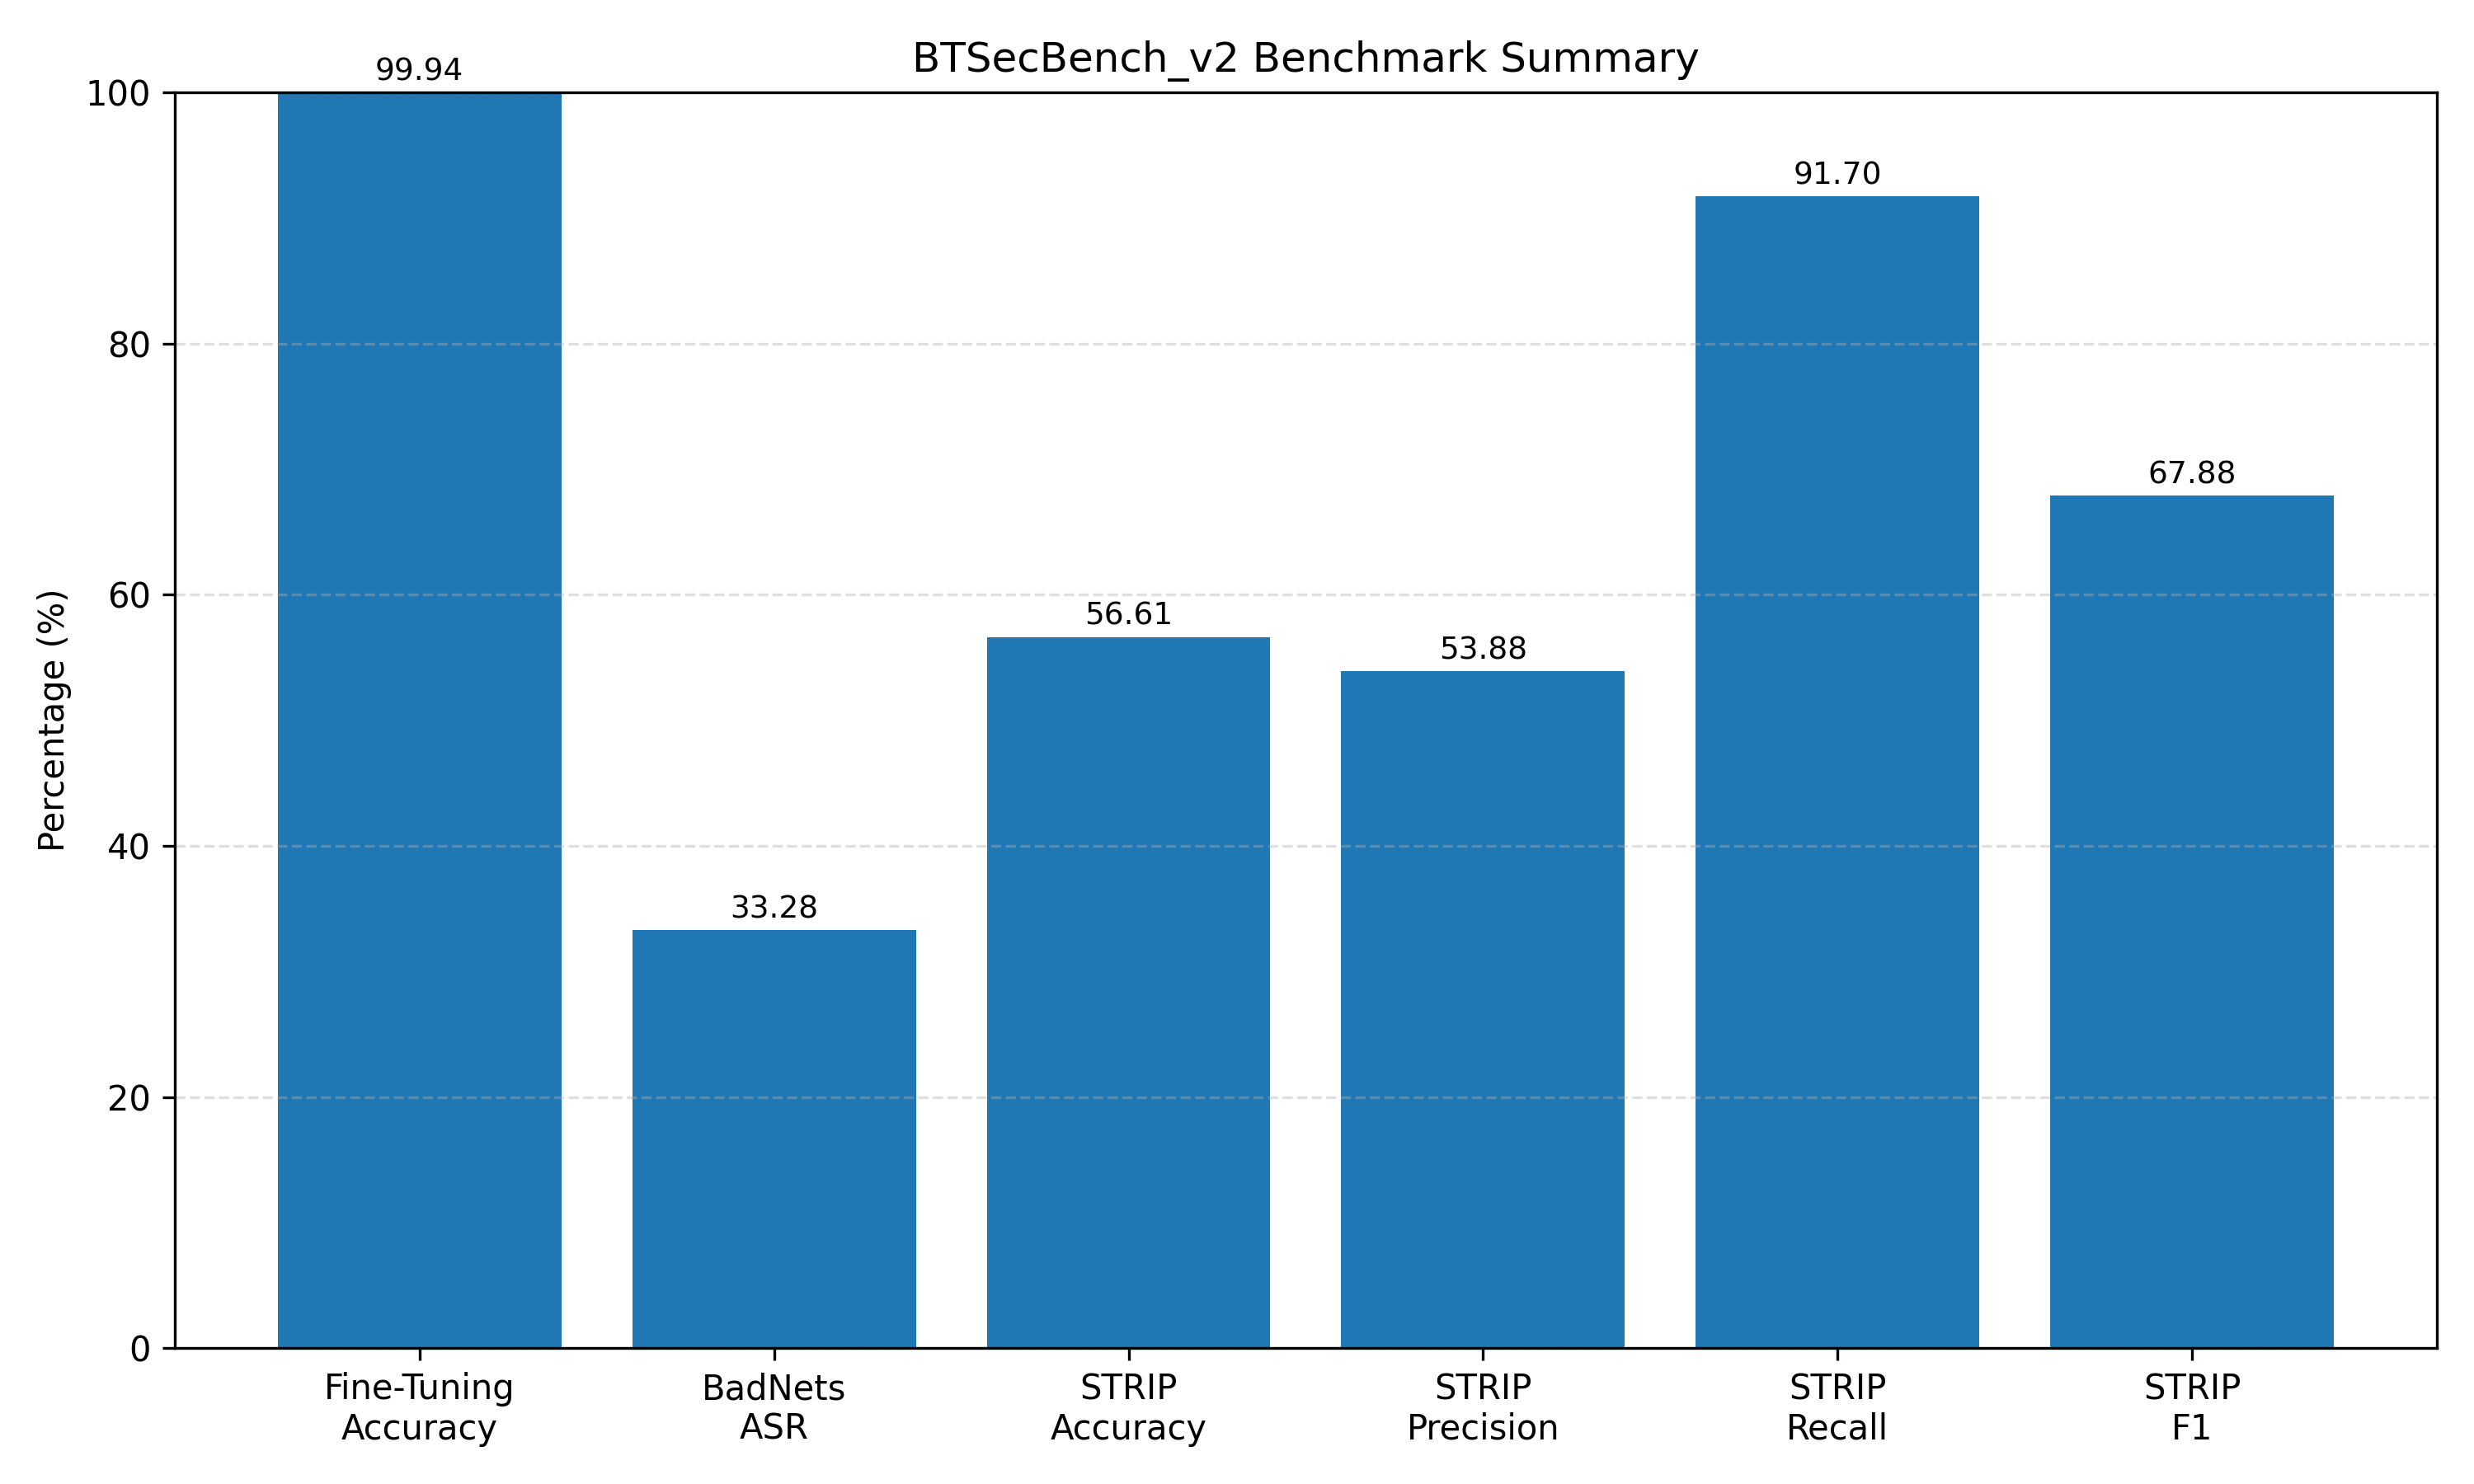 BTSecBench_v2 Benchmark Summary
Percentage (%)
100
80
60
40
20
0
99.94
33.28
56.61
53.88
91.70
67.88
Fine-Tuning
Accuracy
BadNets
ASR
STRIP
Accuracy
STRIP
Precision
STRIP
Recall
STRIP
F1